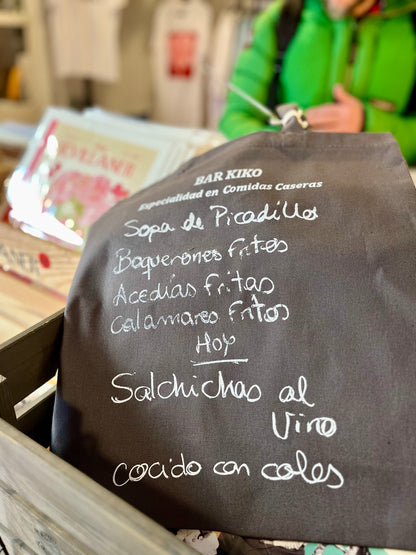 BAR KIKO
Especialidad en Comidas Caseras
Sopa de Picadillo
Boquerones fritos
Acedías fritas
Calamares fritos
Hoy
Salchichas al
Vino
cocido con coles